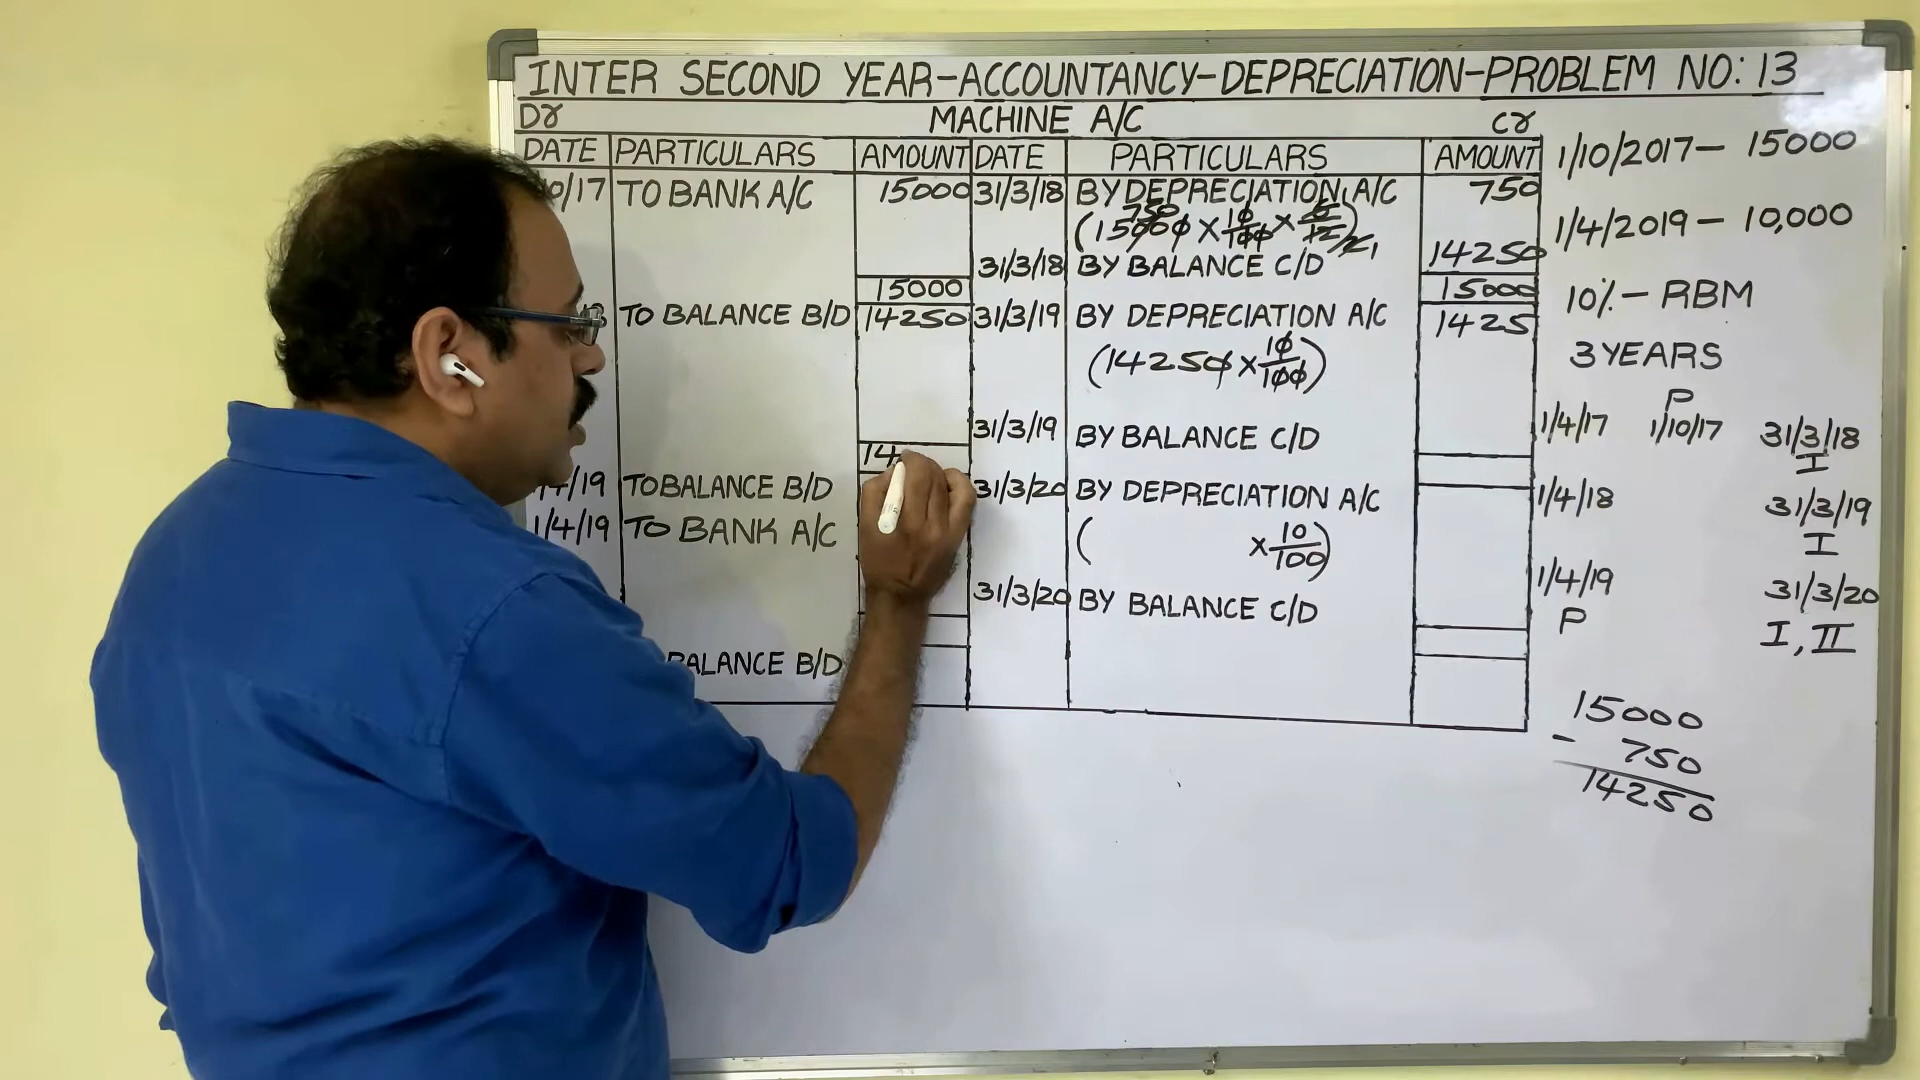 INTER SECOND YEAR-ACCOUNTANCY-DEPRECIATION-PROBLEM NO: 13
Dr MACHINE A/C Cr
DATE PARTICULARS AMOUNT DATE PARTICULARS AMOUNT
10/17 TO BANK A/C 15000 31/3/18 BY DEPRECIATION A/C 750
750
(15000 × 10/100 × 6/12 2 1)
31/3/18 BY BALANCE C/D 14250
15000 15000
TO BALANCE B/D 14250 31/3/19 BY DEPRECIATION A/C 1425
(14250 × 10/100)
31/3/19 BY BALANCE C/D
14
/19 TO BALANCE B/D 31/3/20 BY DEPRECIATION A/C
1/4/19 TO BANK A/C ( × 10/100)
31/3/20 BY BALANCE C/D
BALANCE B/D
1/10/2017 - 15000
1/4/2019 - 10,000
10% - RBM
3 YEARS
P
1/4/17 1/10/17 31/3/18
I
1/4/18 31/3/19
I
1/4/19 31/3/20
P I, II
15000
- 750
14250